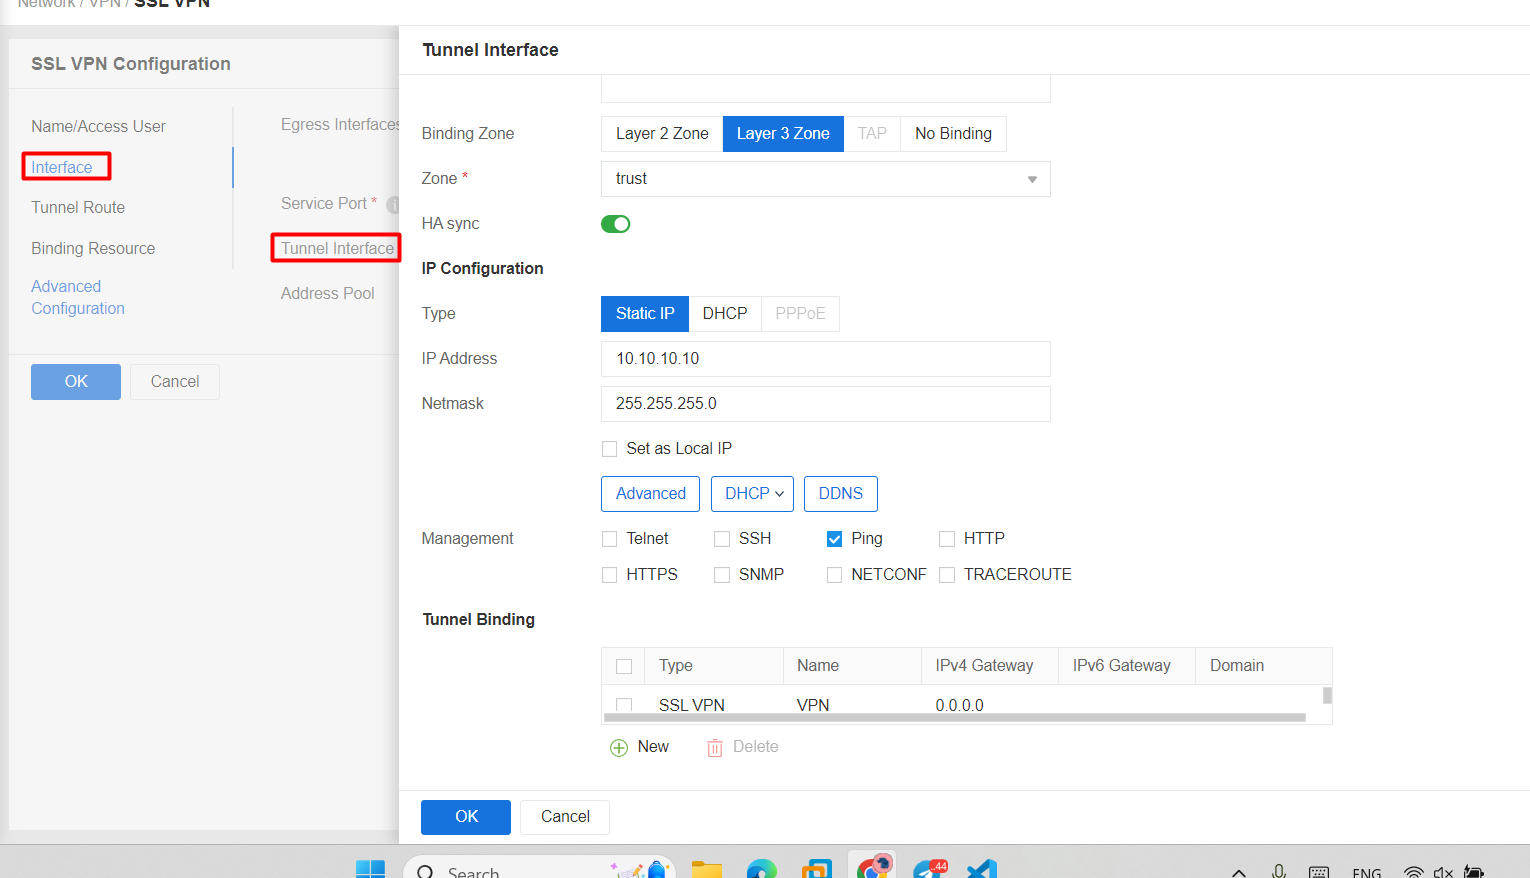 Network / VPN / SSL VPN
SSL VPN Configuration
Name/Access User
Interface
Tunnel Route
Binding Resource
Advanced
Configuration
Egress Interfaces
Service Port *
Tunnel Interface
Address Pool
OK
Cancel
Tunnel Interface
Binding Zone
Layer 2 Zone
Layer 3 Zone
TAP
No Binding
Zone *
trust
HA sync
IP Configuration
Type
Static IP
DHCP
PPPoE
IP Address
10.10.10.10
Netmask
255.255.255.0
Set as Local IP
Advanced
DHCP
DDNS
Management
Telnet
SSH
Ping
HTTP
HTTPS
SNMP
NETCONF
TRACEROUTE
Tunnel Binding
Type
Name
IPv4 Gateway
IPv6 Gateway
Domain
SSL VPN
VPN
0.0.0.0
New
Delete
OK
Cancel
Search
44
ENG